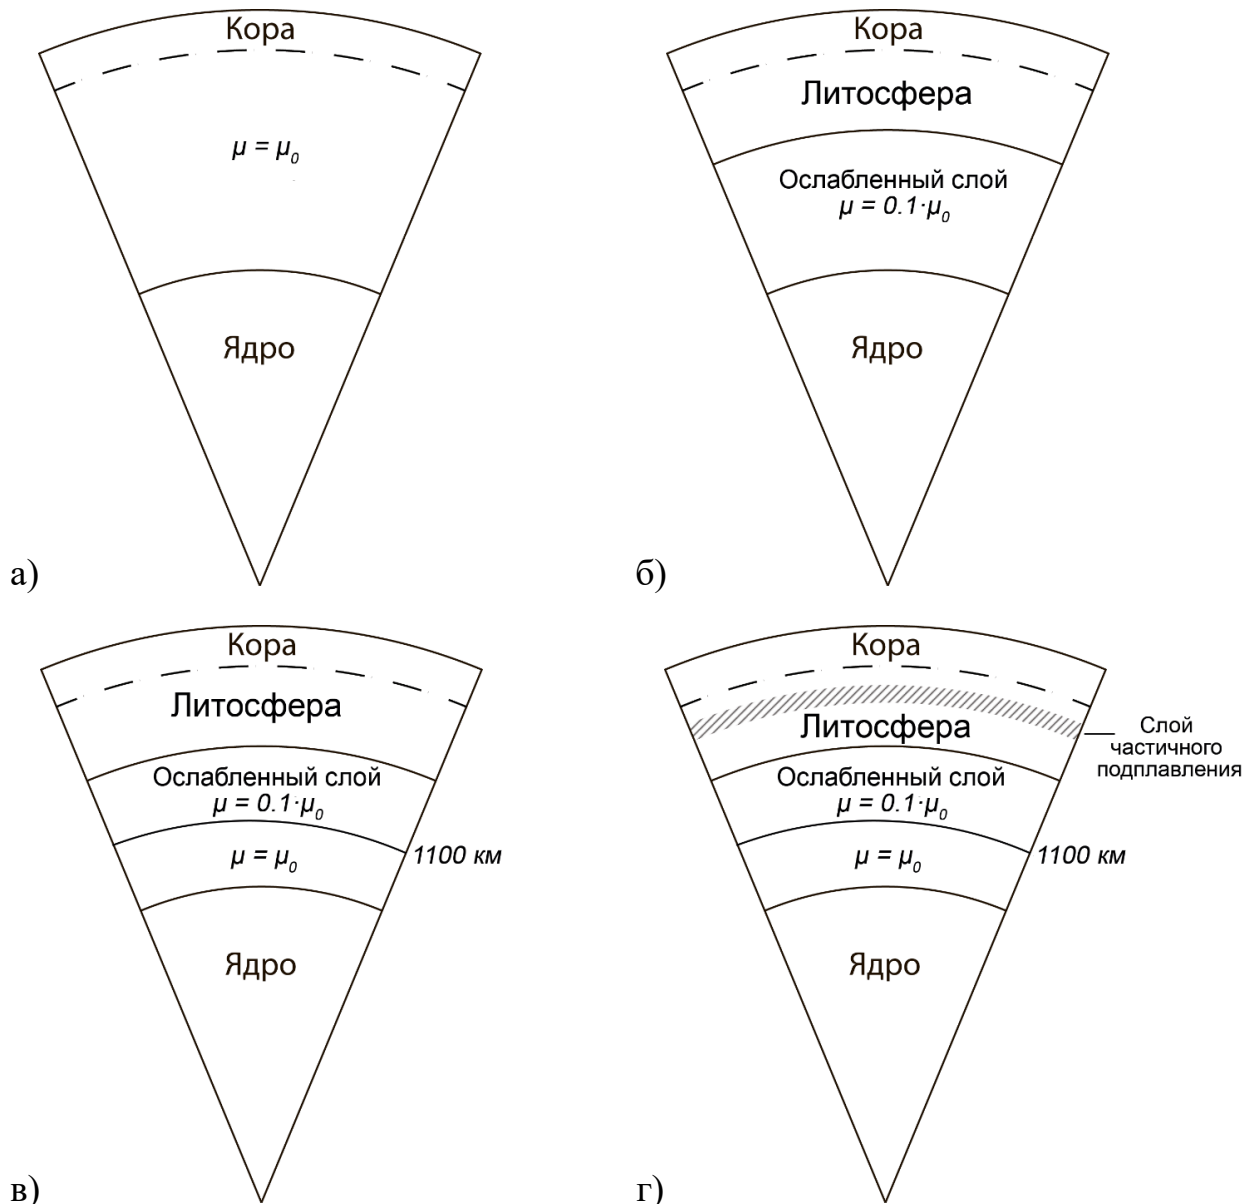 Кора
μ = μ₀
Ядро
а)
Кора
Литосфера
Ослабленный слой
μ = 0.1·μ₀
Ядро
б)
Кора
Литосфера
Ослабленный слой
μ = 0.1·μ₀
μ = μ₀
1100 км
Ядро
в)
Кора
Литосфера
Слой
частичного
подплавления
Ослабленный слой
μ = 0.1·μ₀
μ = μ₀
1100 км
Ядро
г)